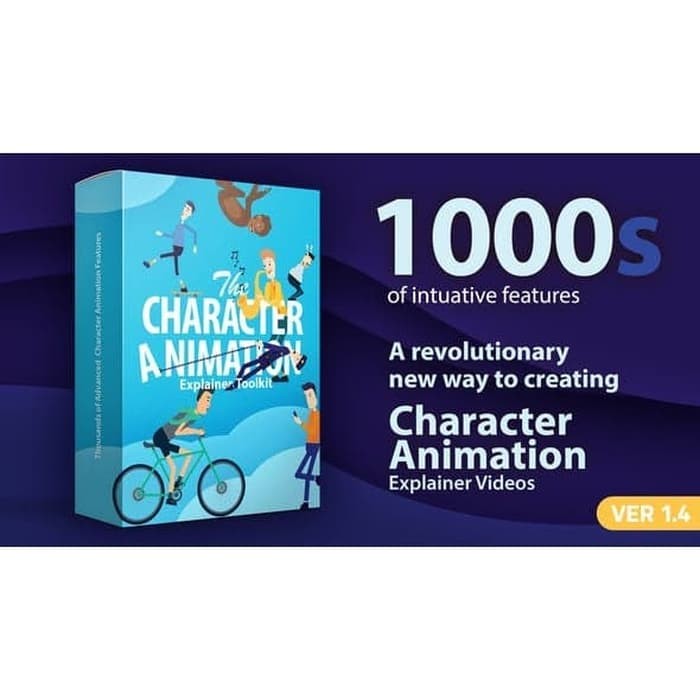 Thousands of Advanced Character Animation Features
The
CHARACTER
ANIMATION
Explainer Toolkit
1000s
of intuative features
A revolutionary
new way to creating
Character
Animation
Explainer Videos
VER 1.4